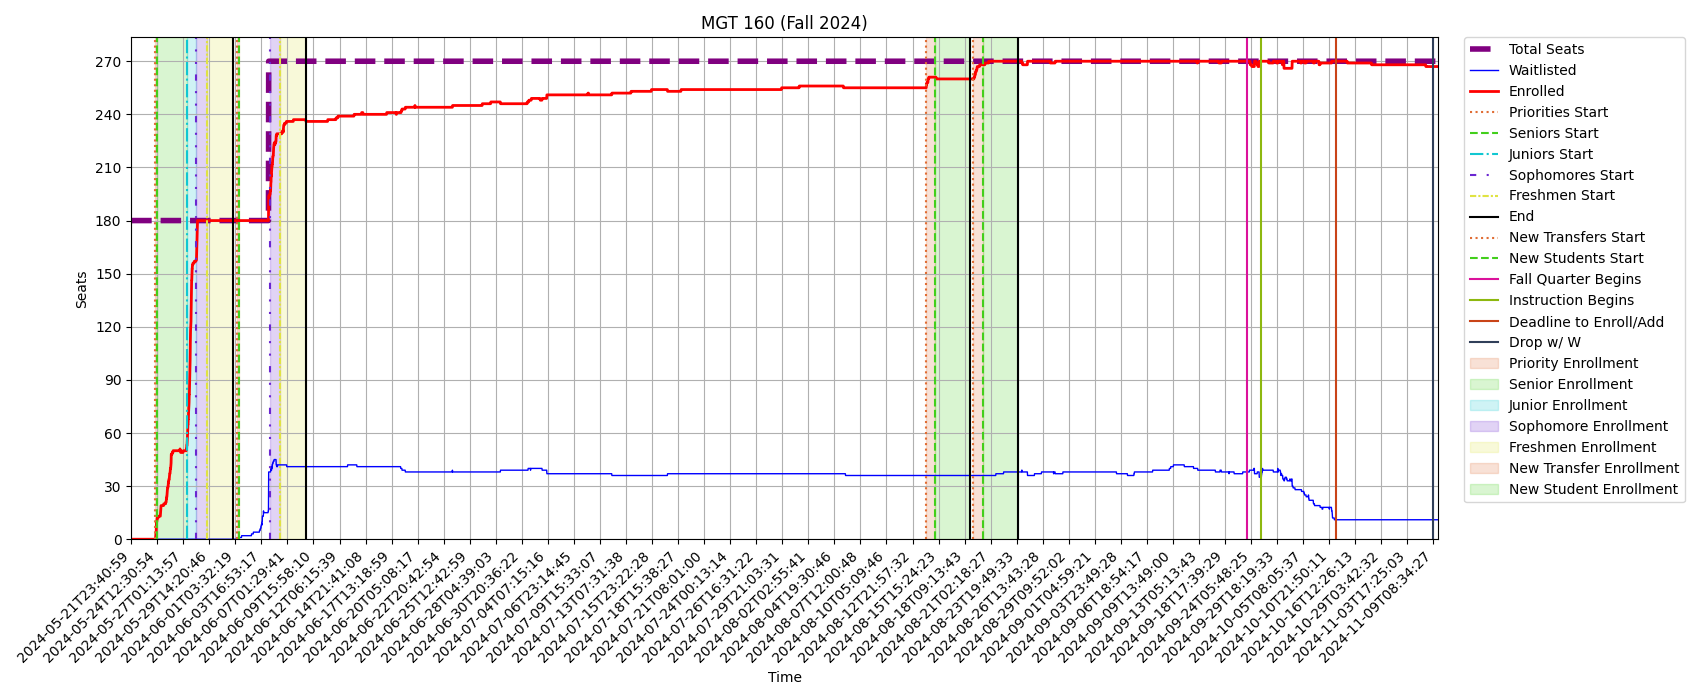 MGT 160 (Fall 2024)
Seats
270
240
210
180
150
120
90
60
30
0
2024-05-21T23:40:59
2024-05-24T12:30:54
2024-05-27T01:13:57
2024-05-29T14:20:46
2024-06-01T03:32:19
2024-06-03T16:53:17
2024-06-07T01:29:41
2024-06-09T15:58:10
2024-06-12T06:15:39
2024-06-14T21:41:08
2024-06-17T13:18:59
2024-06-20T05:08:17
2024-06-22T20:42:54
2024-06-25T12:42:59
2024-06-28T04:39:03
2024-06-30T20:36:22
2024-07-04T07:15:16
2024-07-06T23:14:45
2024-07-09T15:33:07
2024-07-13T07:31:38
2024-07-15T23:22:28
2024-07-18T15:38:27
2024-07-21T08:01:00
2024-07-24T00:13:14
2024-07-26T16:31:22
2024-07-29T21:03:31
2024-08-02T02:55:41
2024-08-04T19:30:46
2024-08-07T12:00:48
2024-08-10T05:09:46
2024-08-12T21:57:32
2024-08-15T15:24:23
2024-08-18T09:13:43
2024-08-21T02:18:27
2024-08-23T19:49:33
2024-08-26T13:43:28
2024-08-29T09:52:02
2024-09-01T04:59:21
2024-09-03T23:49:28
2024-09-06T18:54:17
2024-09-09T13:49:00
2024-09-13T05:13:43
2024-09-18T17:39:29
2024-09-24T05:48:25
2024-09-29T18:19:33
2024-10-05T08:05:37
2024-10-10T21:50:11
2024-10-16T12:26:13
2024-10-29T03:42:32
2024-11-03T17:25:03
2024-11-09T08:34:27
Time
Total Seats
Waitlisted
Enrolled
Priorities Start
Seniors Start
Juniors Start
Sophomores Start
Freshmen Start
End
New Transfers Start
New Students Start
Fall Quarter Begins
Instruction Begins
Deadline to Enroll/Add
Drop w/ W
Priority Enrollment
Senior Enrollment
Junior Enrollment
Sophomore Enrollment
Freshmen Enrollment
New Transfer Enrollment
New Student Enrollment